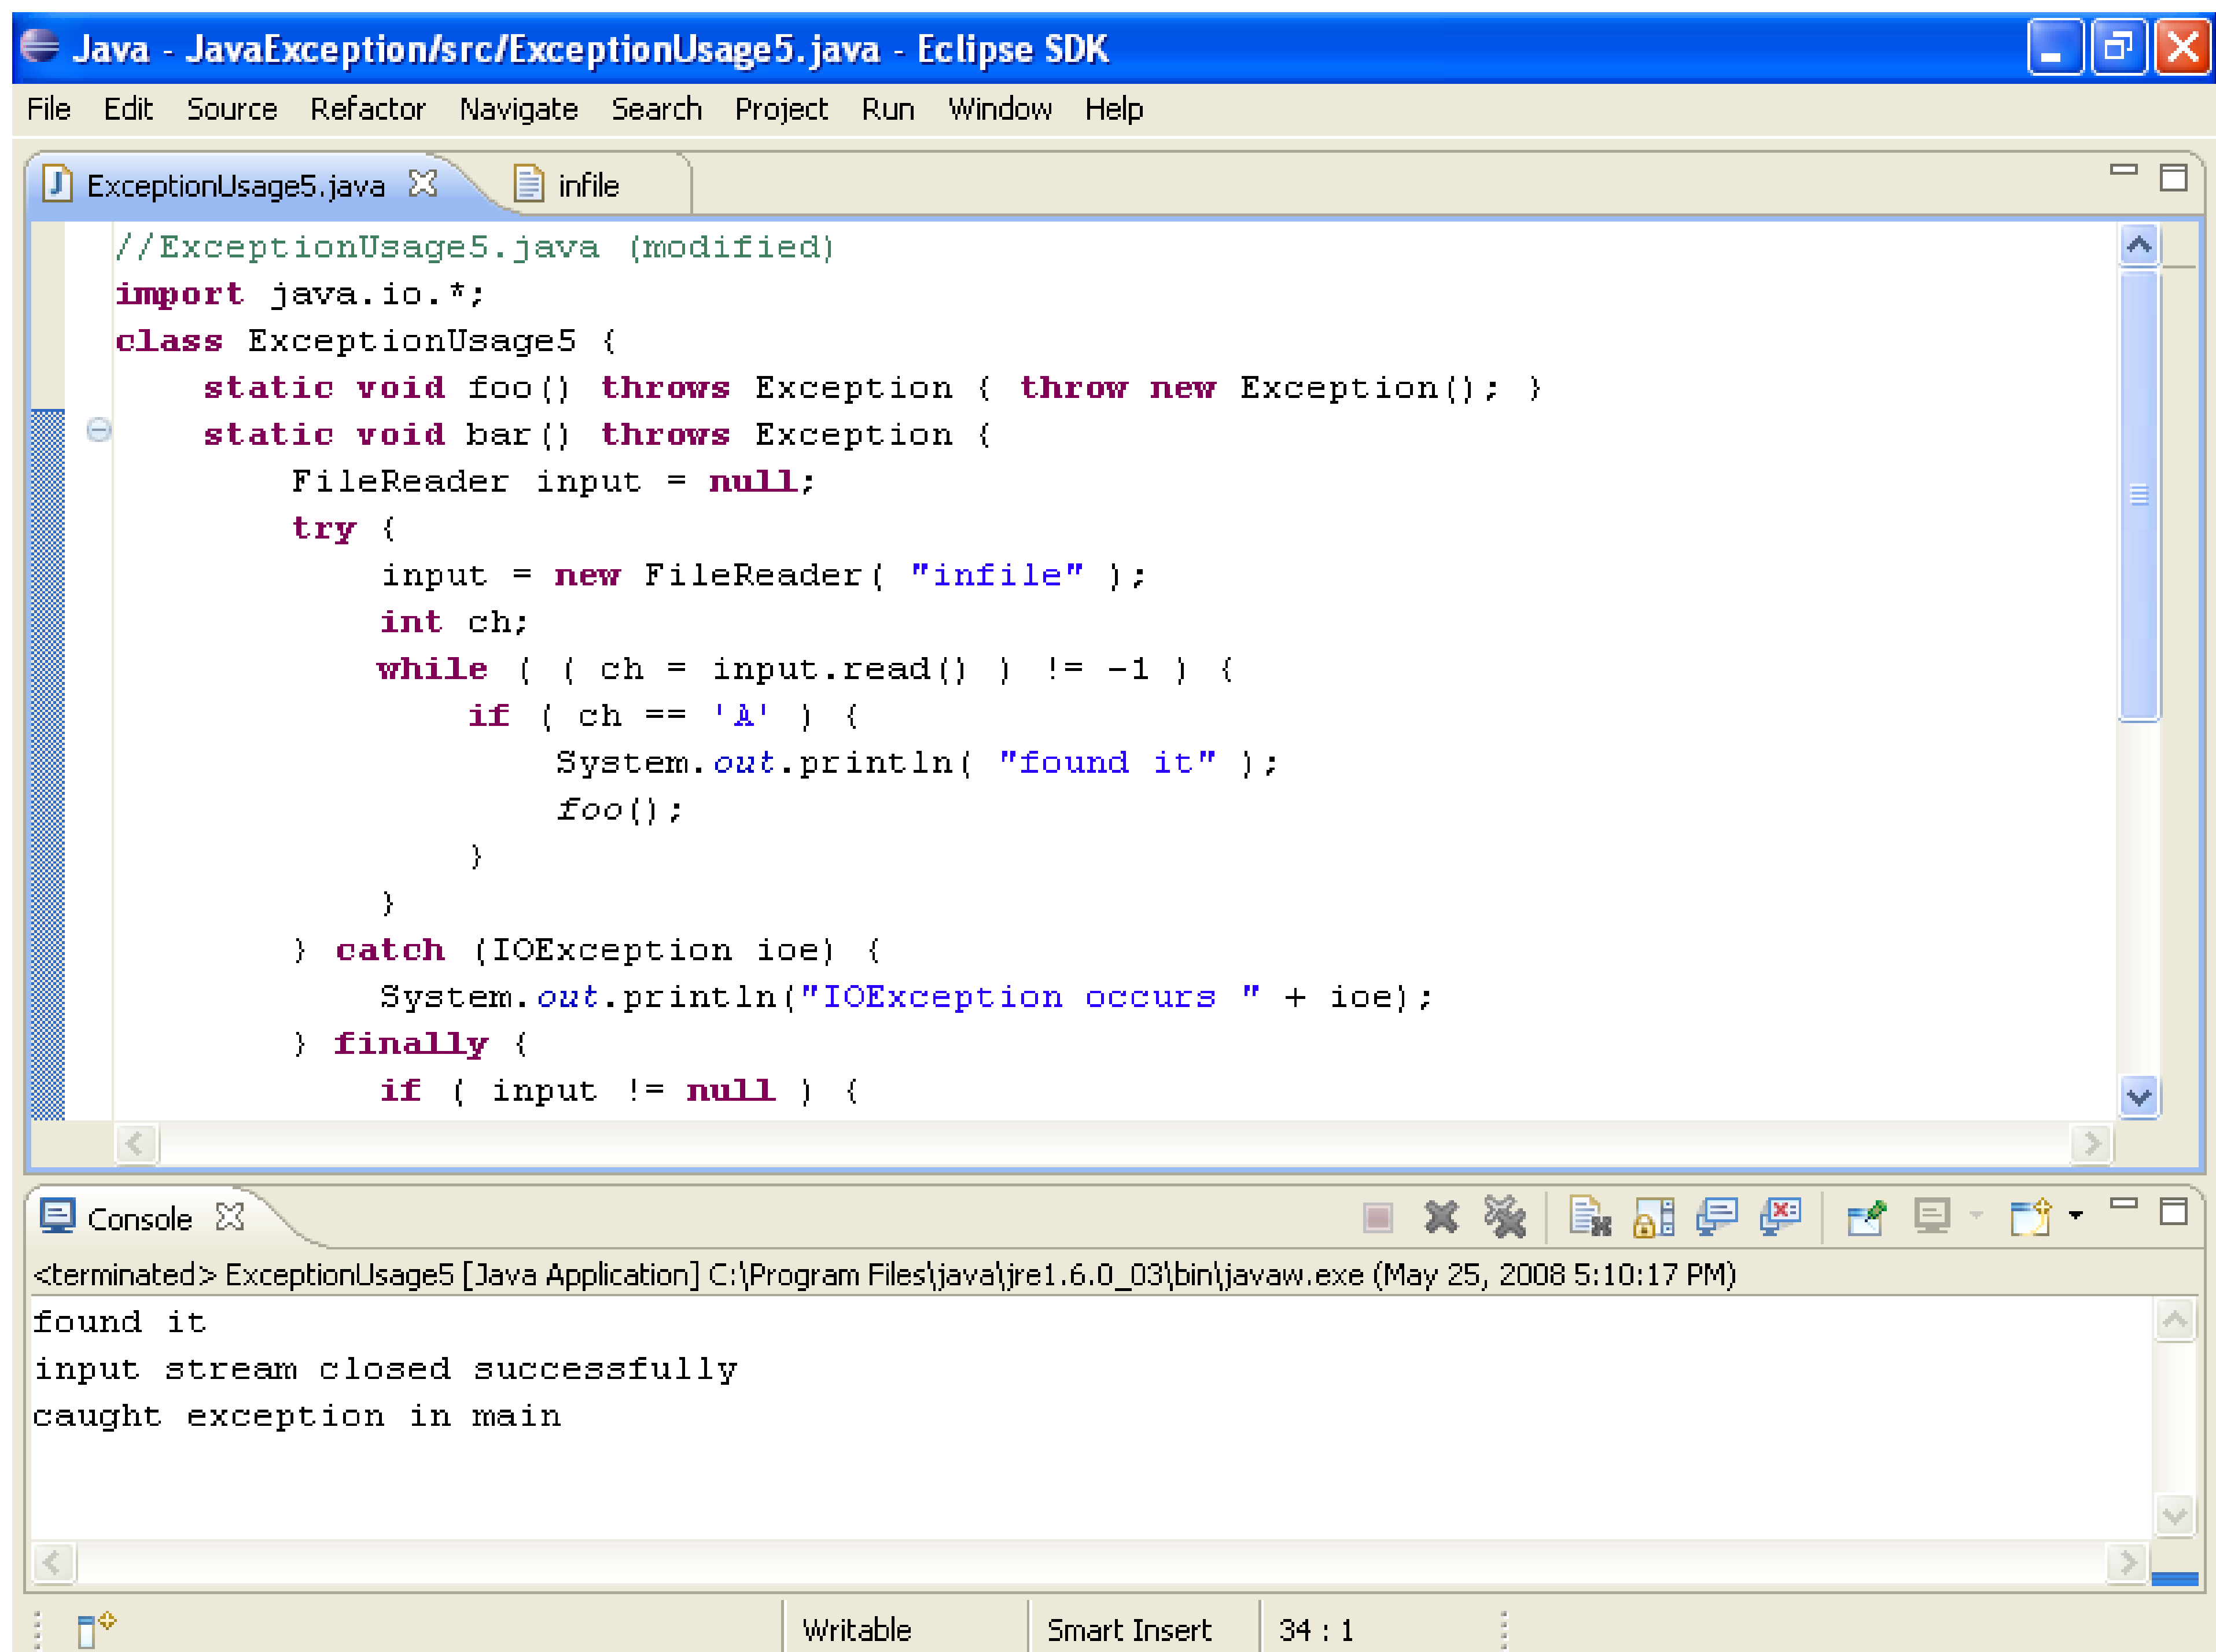 Java - JavaException/src/ExceptionUsage5.java - Eclipse SDK
File Edit Source Refactor Navigate Search Project Run Window Help
ExceptionUsage5.java infile
//ExceptionUsage5.java (modified)
import java.io.*;
class ExceptionUsage5 {
static void foo() throws Exception { throw new Exception(); }
static void bar() throws Exception {
FileReader input = null;
try {
input = new FileReader( "infile" );
int ch;
while ( ( ch = input.read() ) != -1 ) {
if ( ch == 'A' ) {
System.out.println( "found it" );
foo();
}
}
} catch (IOException ioe) {
System.out.println("IOException occurs " + ioe);
} finally {
if ( input != null ) {
Console
<terminated> ExceptionUsage5 [Java Application] C:\Program Files\java\jre1.6.0_03\bin\javaw.exe (May 25, 2008 5:10:17 PM)
found it
input stream closed successfully
caught exception in main
Writable Smart Insert 34 : 1